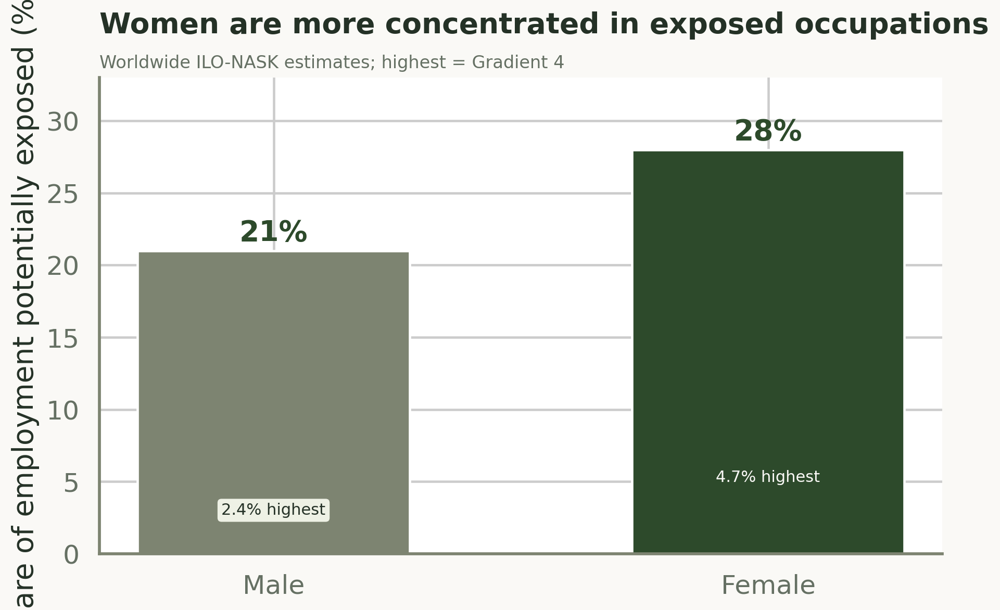 Women are more concentrated in exposed occupations
Worldwide ILO-NASK estimates; highest = Gradient 4
are of employment potentially exposed (%
30
25
20
15
10
5
0
21%
28%
2.4% highest
4.7% highest
Male
Female